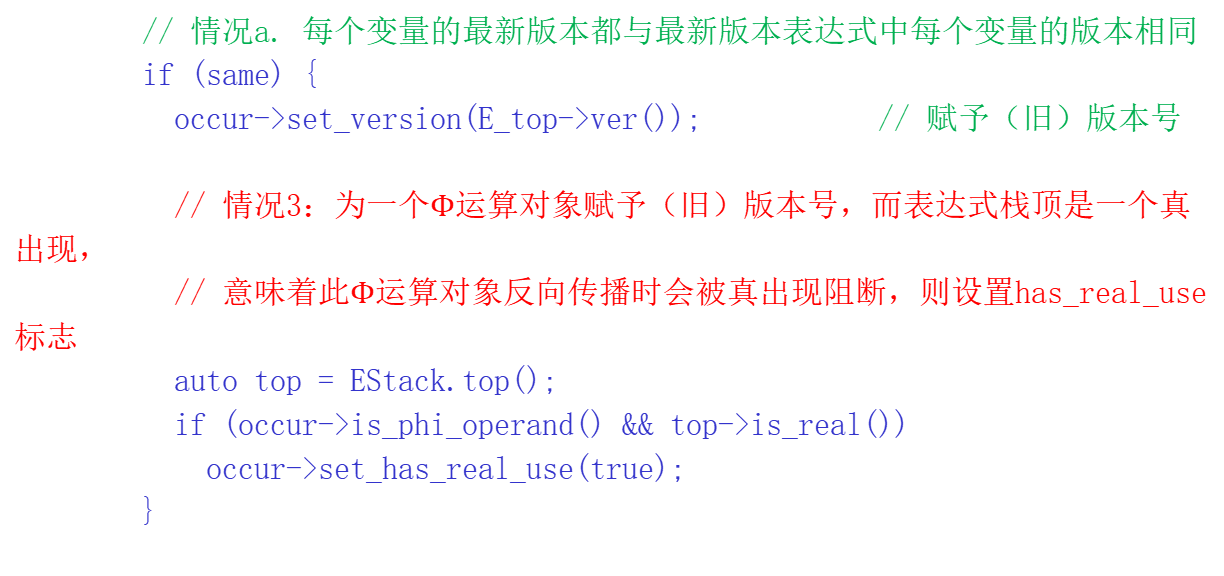 // 情况a. 每个变量的最新版本都与最新版本表达式中每个变量的版本相同
if (same) {
occur->set_version(E_top->ver()); // 赋予（旧）版本号
// 情况3：为一个Φ运算对象赋予（旧）版本号，而表达式栈顶是一个真
出现，
// 意味着此Φ运算对象反向传播时会被真出现阻断，则设置has_real_use
标志
auto top = EStack.top();
if (occur->is_phi_operand() && top->is_real())
occur->set_has_real_use(true);
}